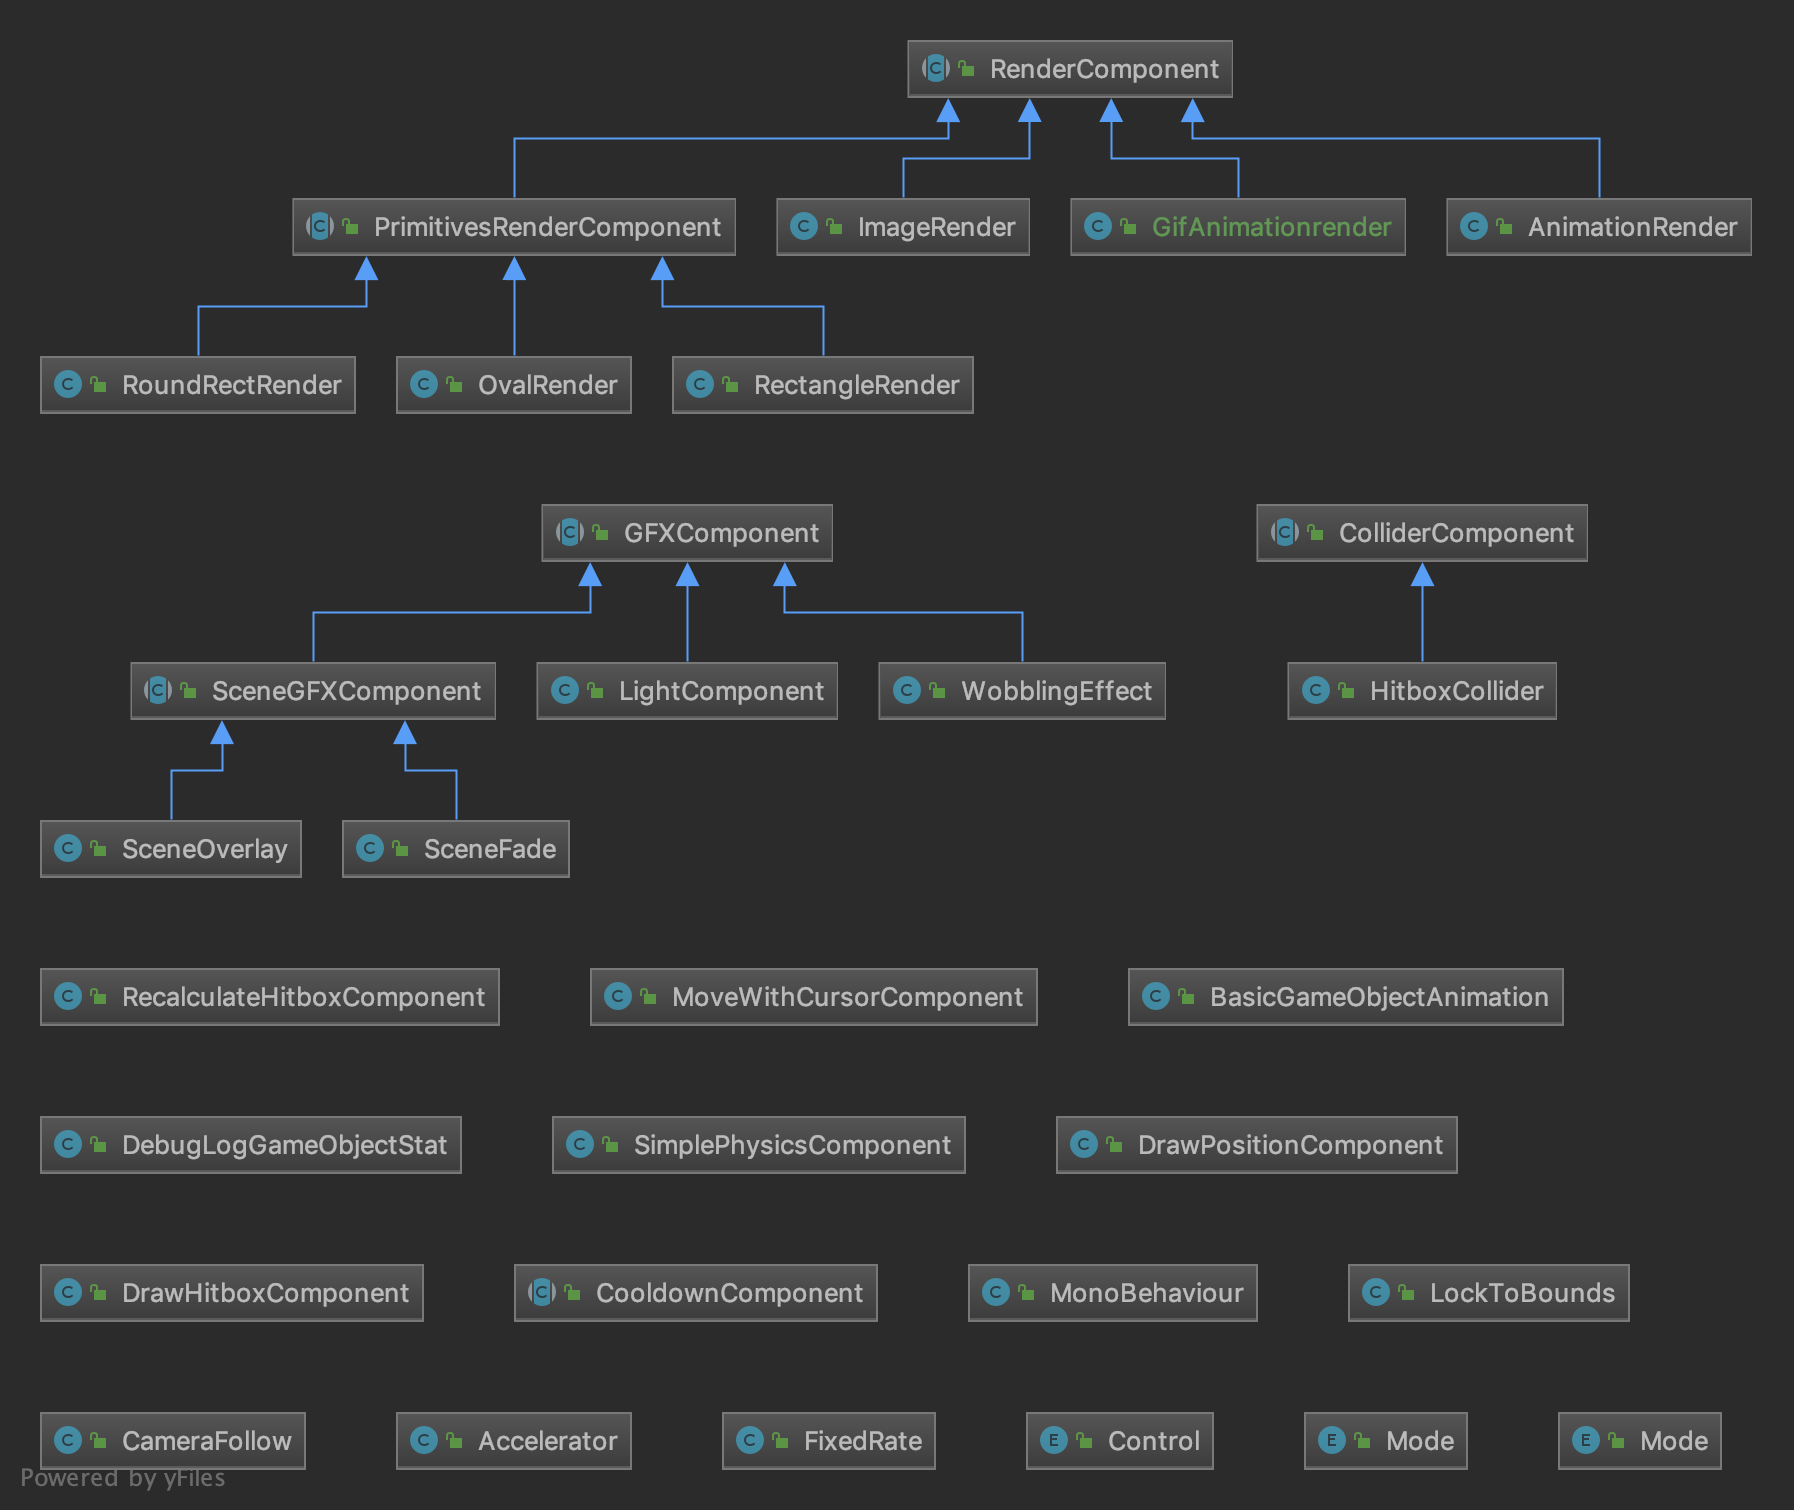 RenderComponent
PrimitivesRenderComponent
ImageRender
GifAnimationrender
AnimationRender
RoundRectRender
OvalRender
RectangleRender
GFXComponent
ColliderComponent
SceneGFXComponent
LightComponent
WobblingEffect
HitboxCollider
SceneOverlay
SceneFade
RecalculateHitboxComponent
MoveWithCursorComponent
BasicGameObjectAnimation
DebugLogGameObjectStat
SimplePhysicsComponent
DrawPositionComponent
DrawHitboxComponent
CooldownComponent
MonoBehaviour
LockToBounds
CameraFollow
Accelerator
FixedRate
Control
Mode
Mode
Powered by yFiles